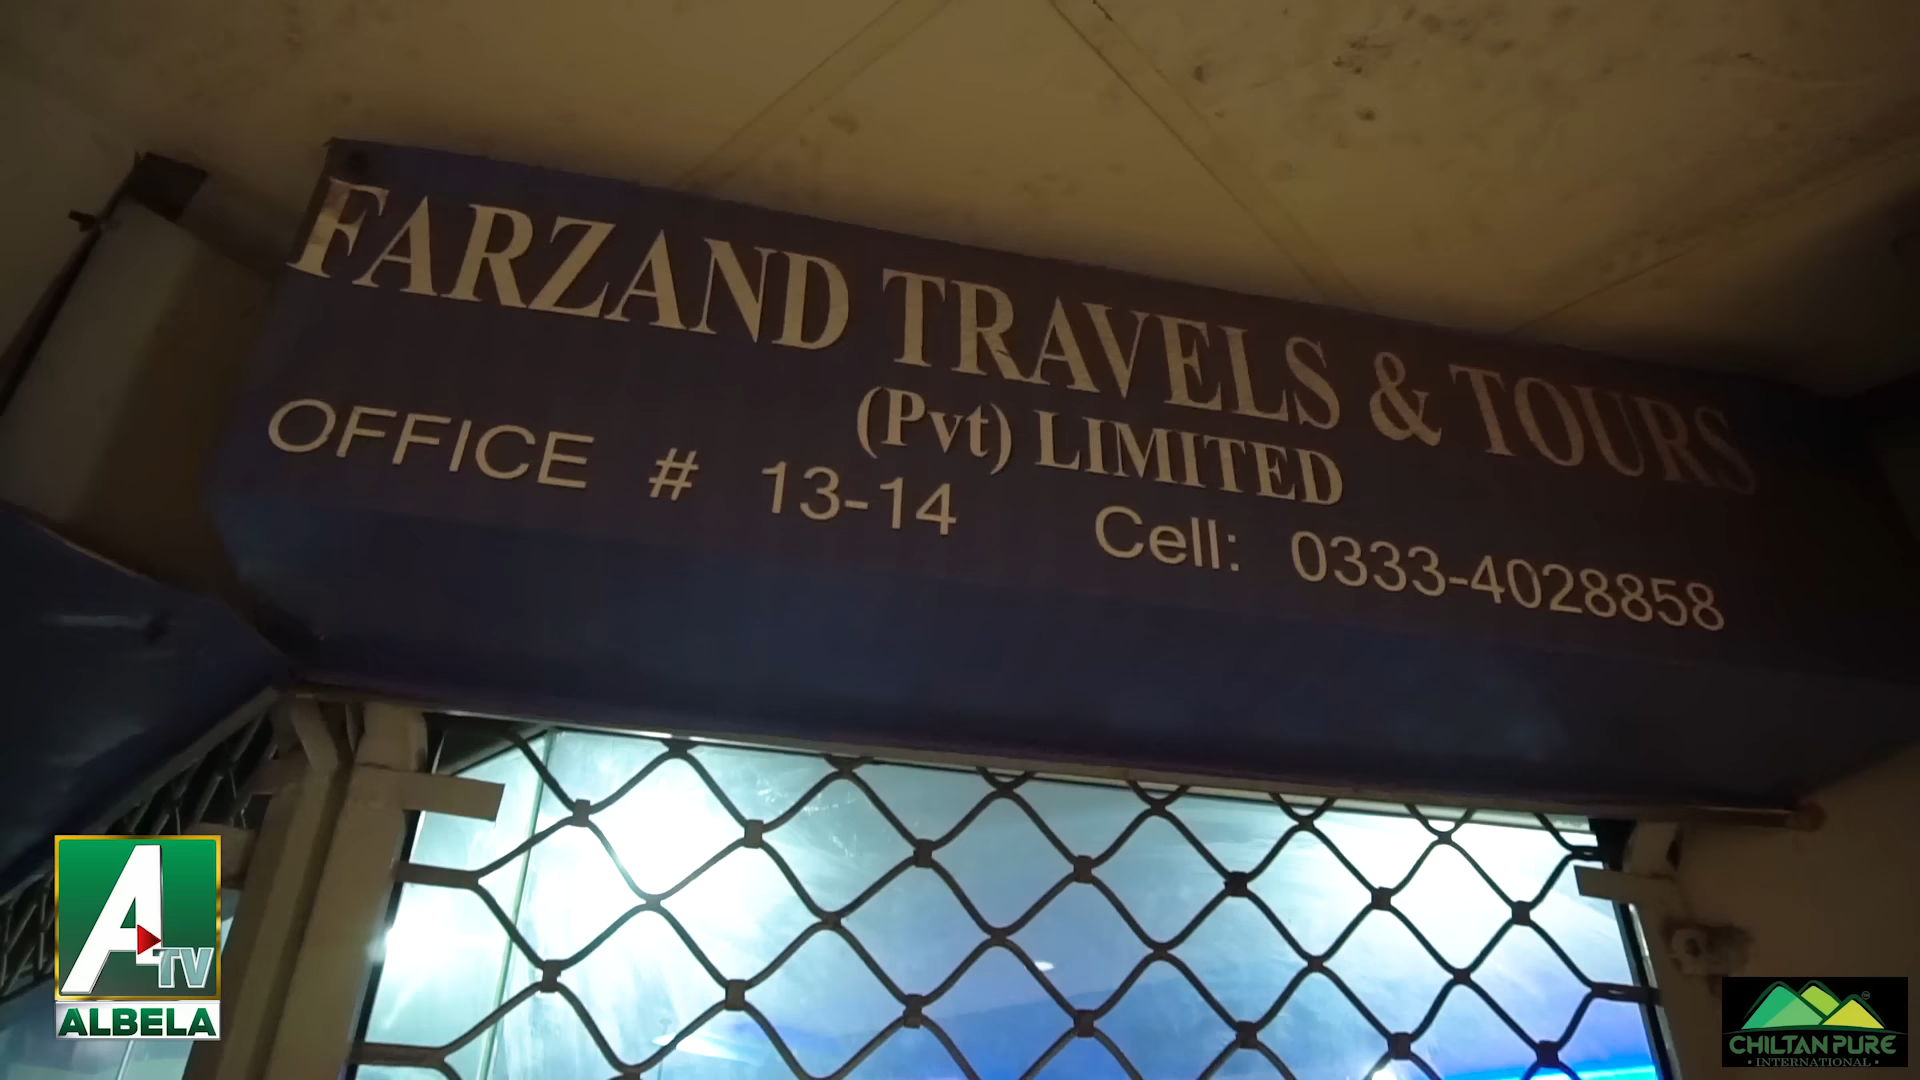 FARZAND TRAVELS & TOURS
(Pvt) LIMITED
OFFICE # 13-14 Cell: 0333-4028858
A TV
ALBELA
CHILTAN PURE
INTERNATIONAL